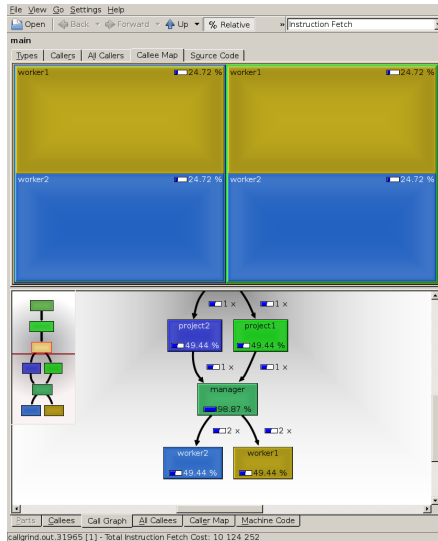 File View Go Settings Help
Open Back Forward Up % Relative » Instruction Fetch
main
Types Callers All Callers Callee Map Source Code
worker1 24.72 % worker1 24.72 %
worker2 24.72 % worker2 24.72 %
1 × 1 ×
project2 project1
49.44 % 49.44 %
1 × 1 ×
manager
98.87 %
2 × 2 ×
worker2 worker1
49.44 % 49.44 %
Parts Callees Call Graph All Callees Caller Map Machine Code
callgrind.out.31965 [1] - Total Instruction Fetch Cost: 10 124 252